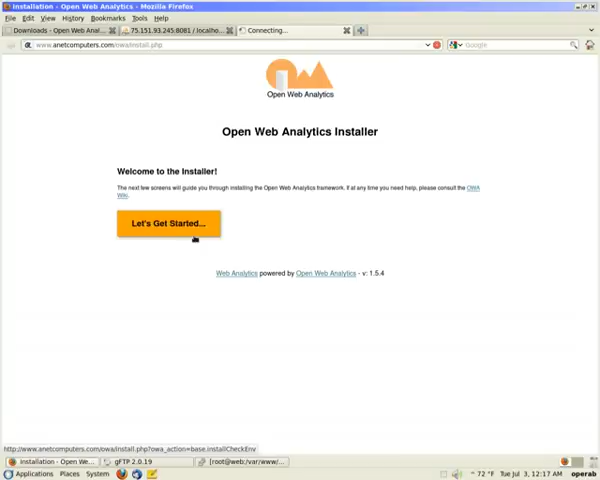 Installation - Open Web Analytics - Mozilla Firefox
File Edit View History Bookmarks Tools Help
Downloads - Open Web Anal... 75.151.93.245:8081 / localho... Connecting...
www.anetcomputers.com/owa/install.php Google
Open Web Analytics
Open Web Analytics Installer
Welcome to the Installer!
The next few screens will guide you through installing the Open Web Analytics framework. If at any time you need help, please consult the OWA
Wiki.
Let's Get Started...
Web Analytics powered by Open Web Analytics - v: 1.5.4
http://www.anetcomputers.com/owa/install.php?owa_action=base.installCheckEnv
Installation - Open We... gFTP 2.0.19 [root@web:/var/www/...
Applications Places System 72 °F Tue Jul 3, 12:17 AM operab